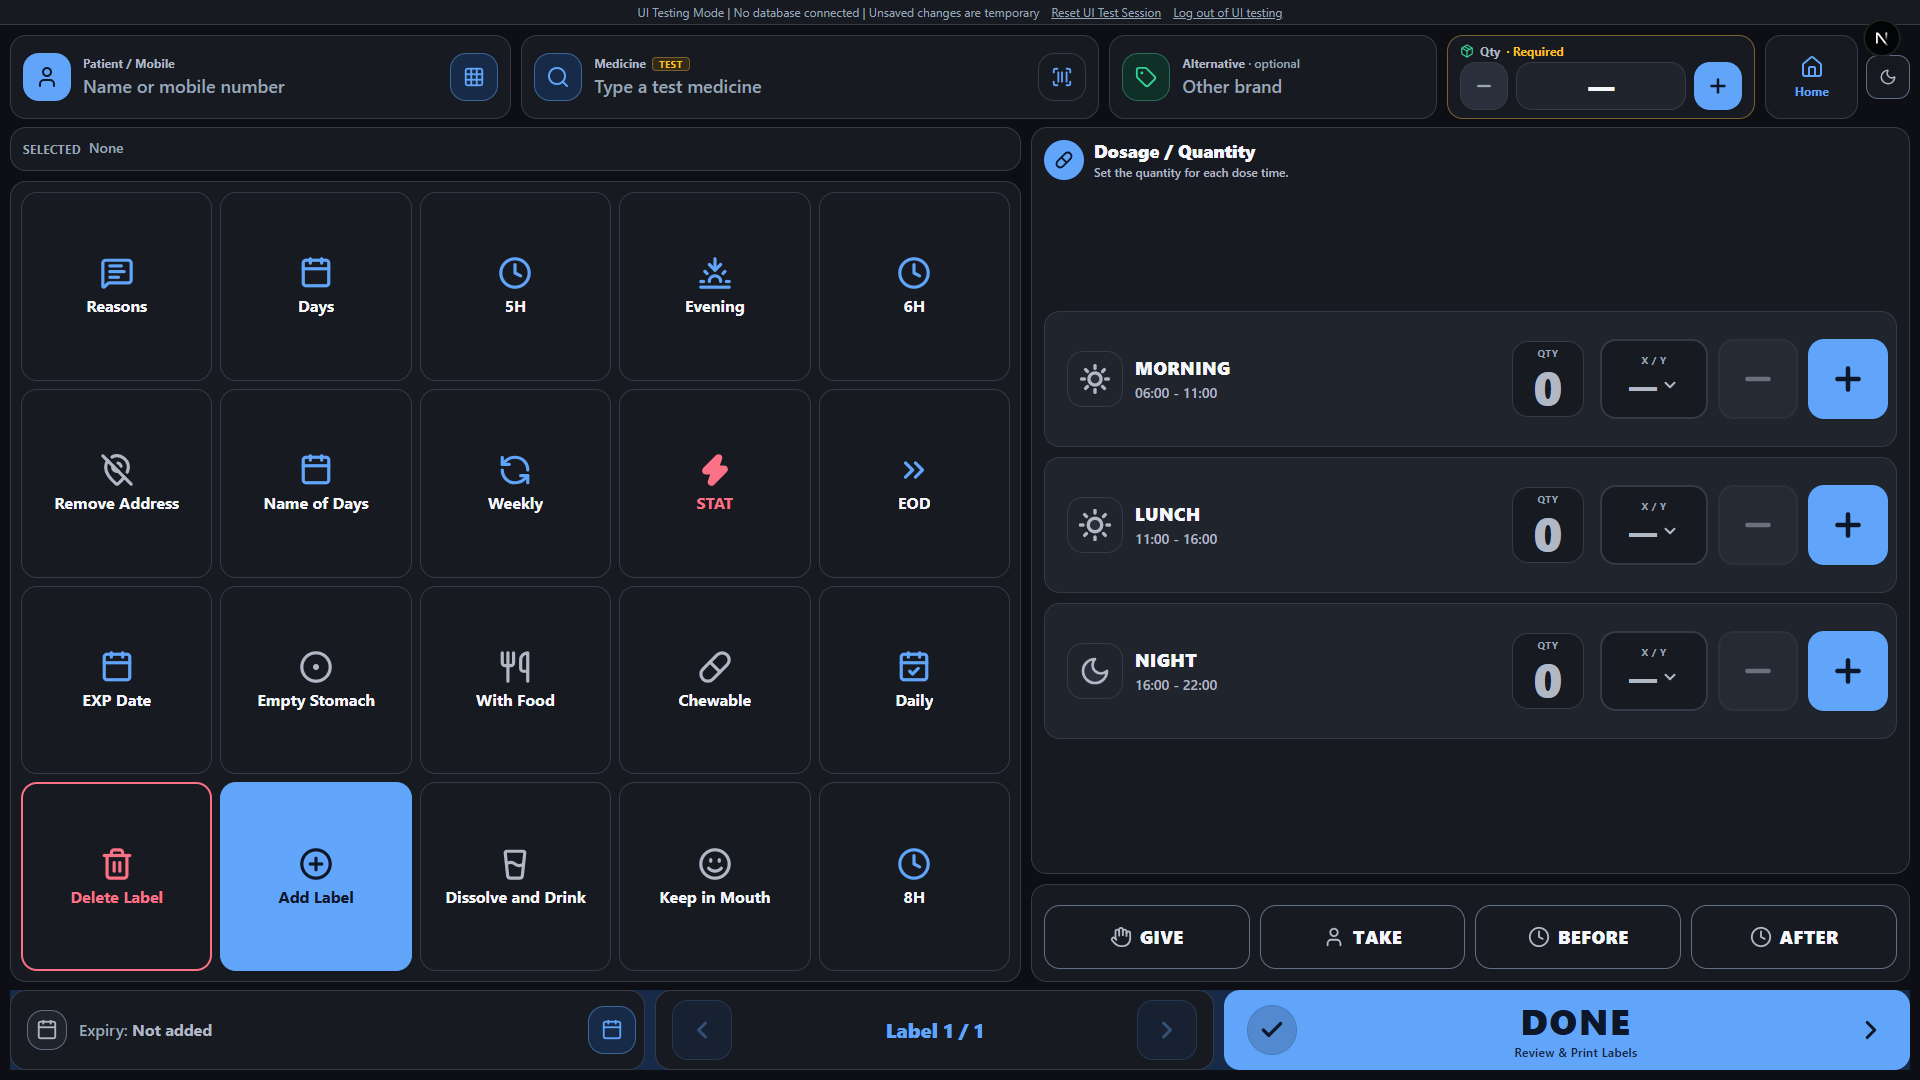 UI Testing Mode | No database connected | Unsaved changes are temporary Reset UI Test Session Log out of UI testing
Patient / Mobile
Name or mobile number
Medicine TEST
Type a test medicine
Alternative · optional
Other brand
Qty · Required
—
Home
N
SELECTED None
Reasons
Days
5H
Evening
6H
Remove Address
Name of Days
Weekly
STAT
EOD
EXP Date
Empty Stomach
With Food
Chewable
Daily
Delete Label
Add Label
Dissolve and Drink
Keep in Mouth
8H
Dosage / Quantity
Set the quantity for each dose time.
MORNING
06:00 - 11:00
QTY
0
X / Y
—
LUNCH
11:00 - 16:00
QTY
0
X / Y
—
NIGHT
16:00 - 22:00
QTY
0
X / Y
—
GIVE
TAKE
BEFORE
AFTER
Expiry: Not added
Label 1 / 1
DONE
Review & Print Labels